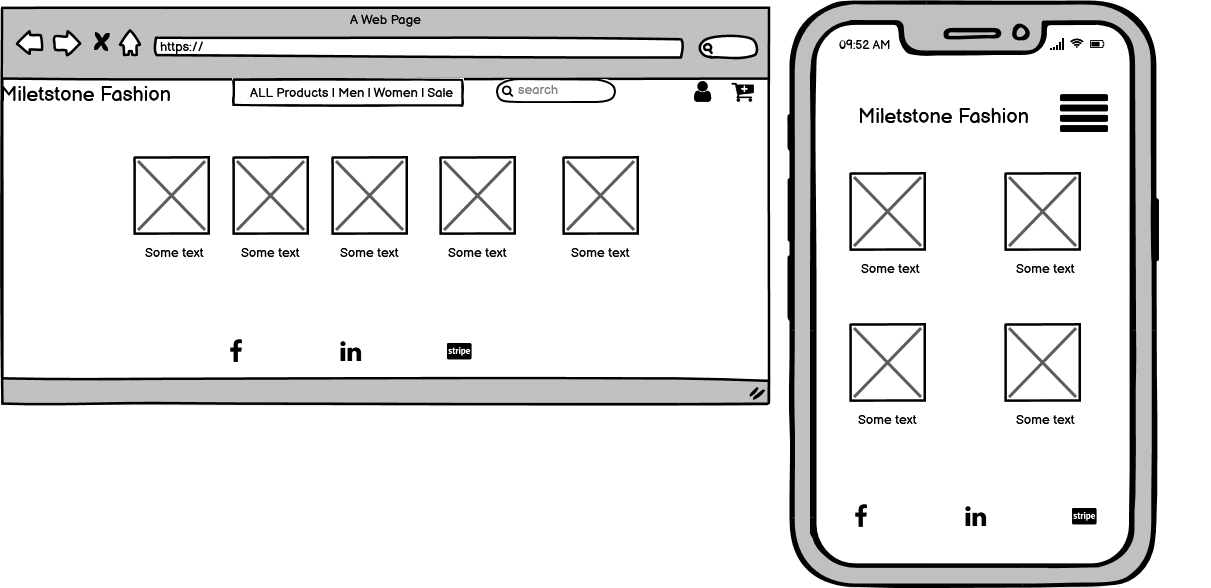 A Web Page
https://
Miletstone Fashion
ALL Products | Men | Women | Sale
search
Some text
Some text
Some text
Some text
Some text
f
in
stripe
09:52 AM
Miletstone Fashion
Some text
Some text
Some text
Some text
f
in
stripe